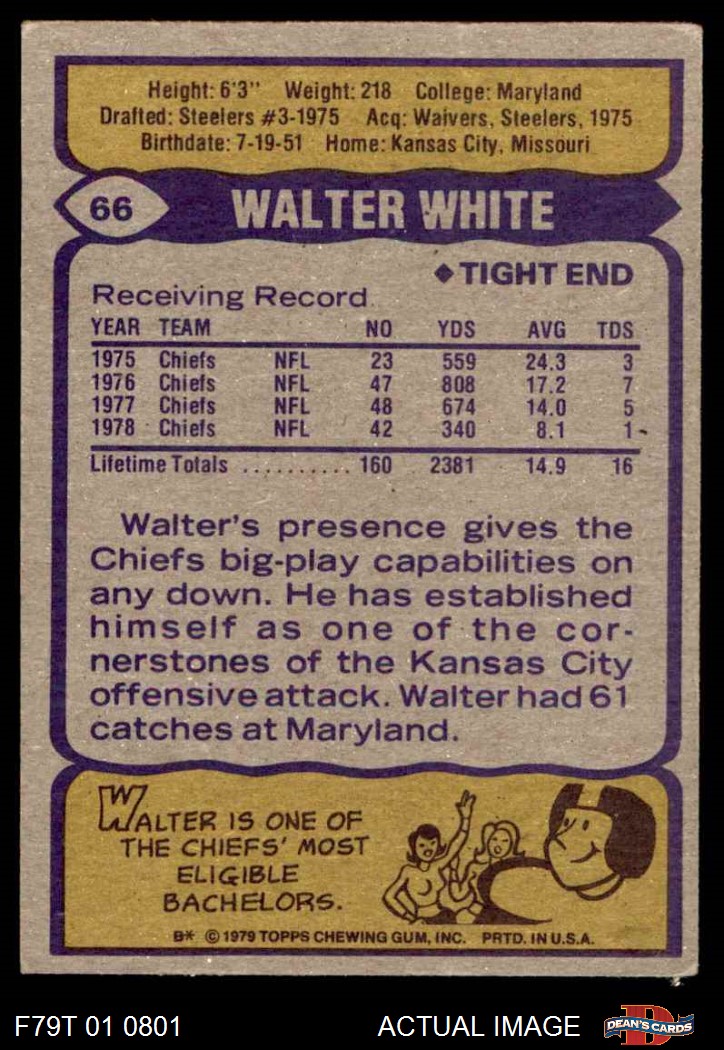 Height: 6'3" Weight: 218 College: Maryland
Drafted: Steelers #3-1975 Acq: Waivers, Steelers, 1975
Birthdate: 7-19-51 Home: Kansas City, Missouri
66 WALTER WHITE
◆TIGHT END
Receiving Record
YEAR TEAM NO YDS AVG TDS
1975 Chiefs NFL 23 559 24.3 3
1976 Chiefs NFL 47 808 17.2 7
1977 Chiefs NFL 48 674 14.0 5
1978 Chiefs NFL 42 340 8.1 1
Lifetime Totals .......... 160 2381 14.9 16
Walter's presence gives the
Chiefs big-play capabilities on
any down. He has established
himself as one of the cor-
nerstones of the Kansas City
offensive attack. Walter had 61
catches at Maryland.
WALTER IS ONE OF
THE CHIEFS' MOST
ELIGIBLE
BACHELORS.
B* © 1979 TOPPS CHEWING GUM, INC. PRTD. IN U.S.A.
F79T 01 0801 ACTUAL IMAGE D DEAN'S CARDS